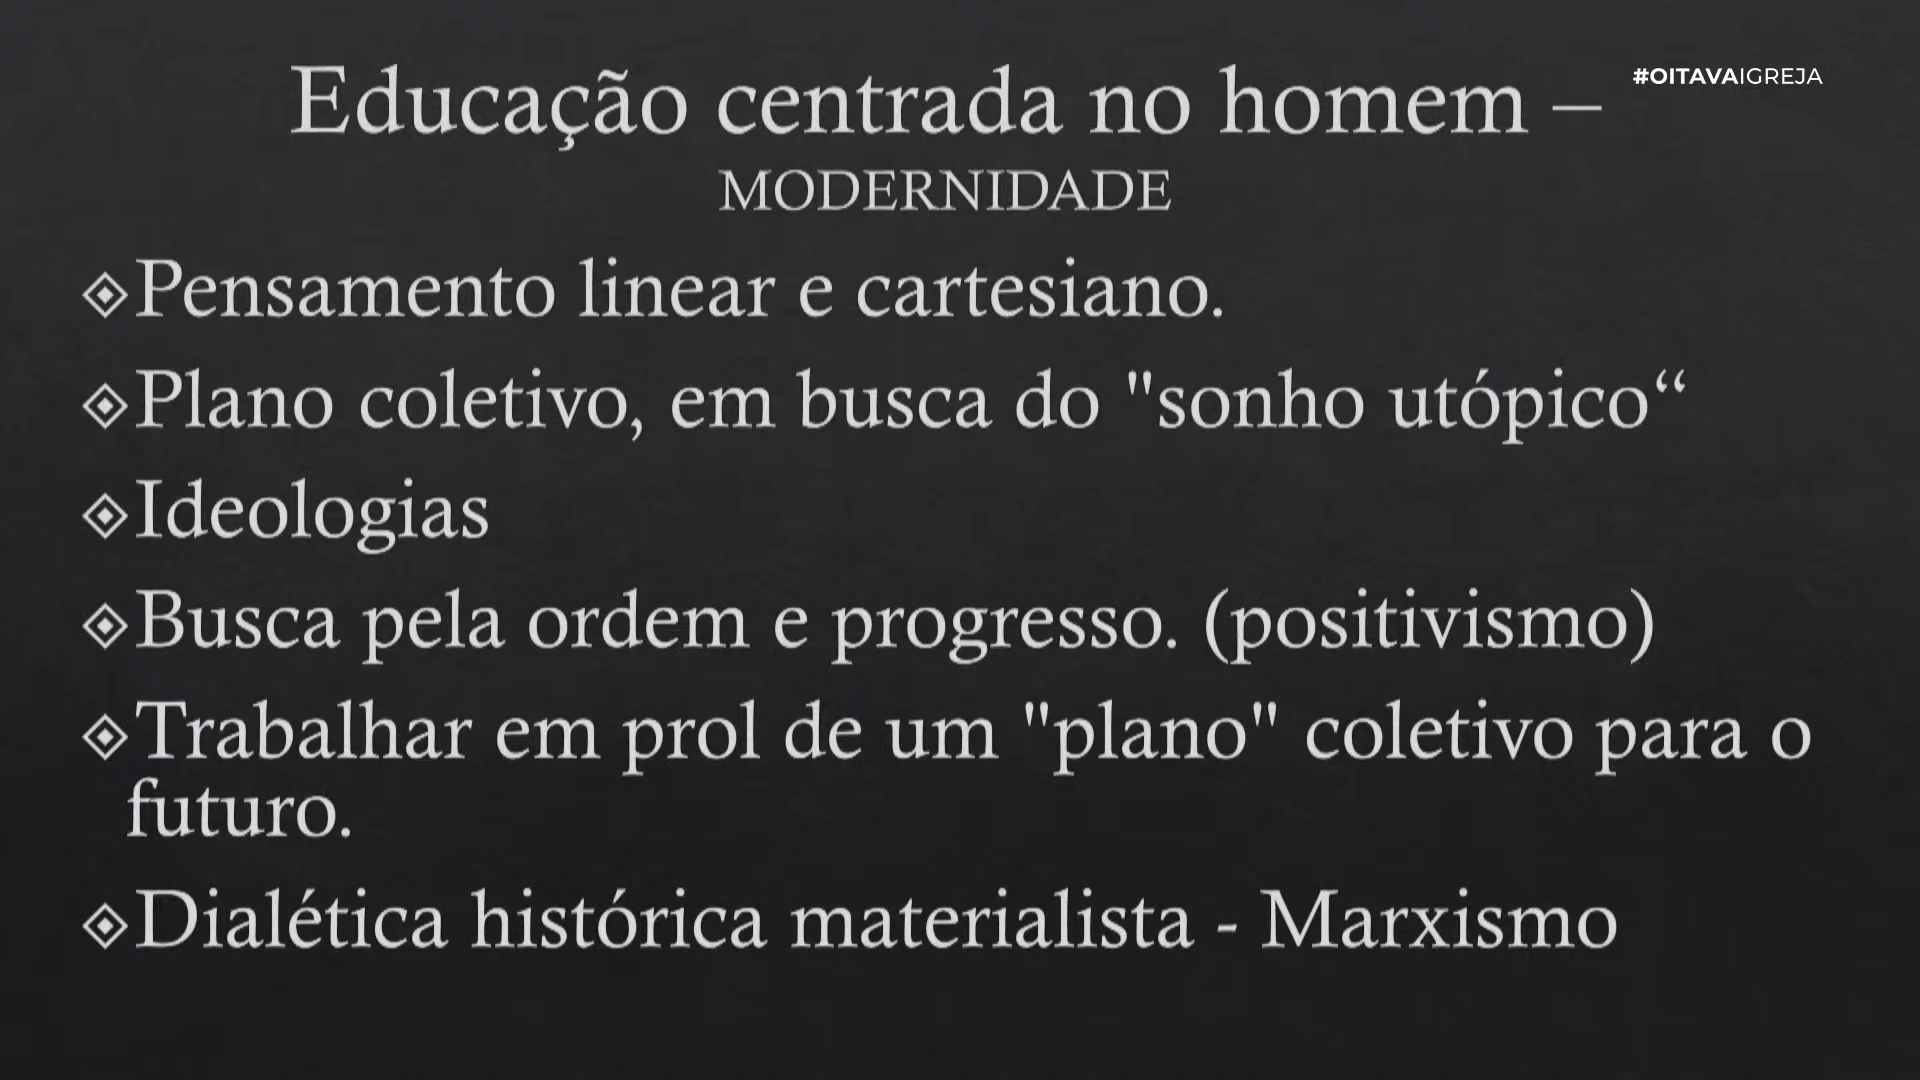 Educação centrada no homem –
#OITAVAIGREJA
MODERNIDADE
Pensamento linear e cartesiano.
Plano coletivo, em busca do "sonho utópico“
Ideologias
Busca pela ordem e progresso. (positivismo)
Trabalhar em prol de um "plano" coletivo para o
futuro.
Dialética histórica materialista - Marxismo